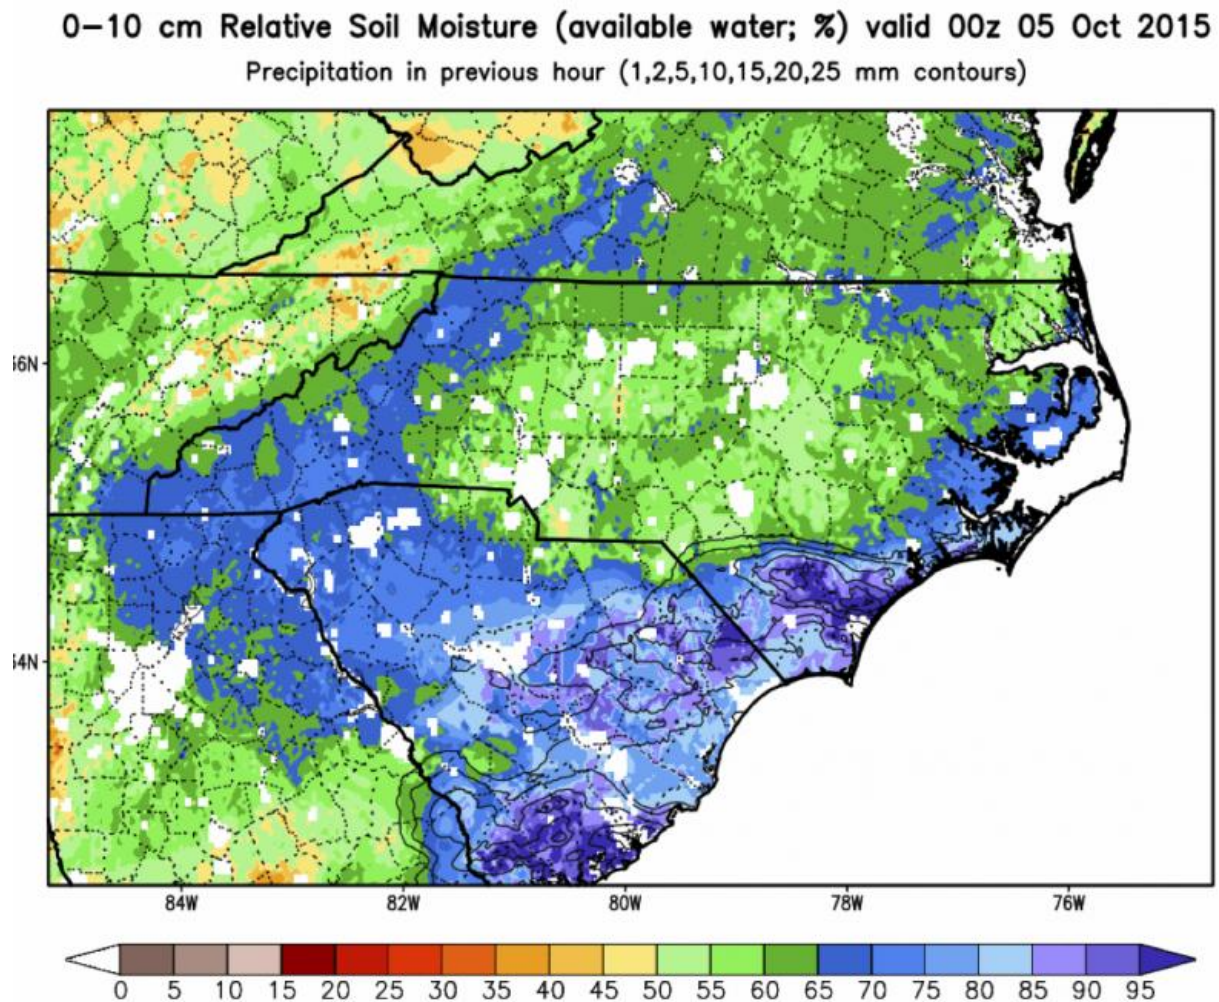 0-10 cm Relative Soil Moisture (available water; %) valid 00z 05 Oct 2015
Precipitation in previous hour (1,2,5,10,15,20,25 mm contours)
6N
4N
84W 82W 80W 78W 76W
0 5 10 15 20 25 30 35 40 45 50 55 60 65 70 75 80 85 90 95